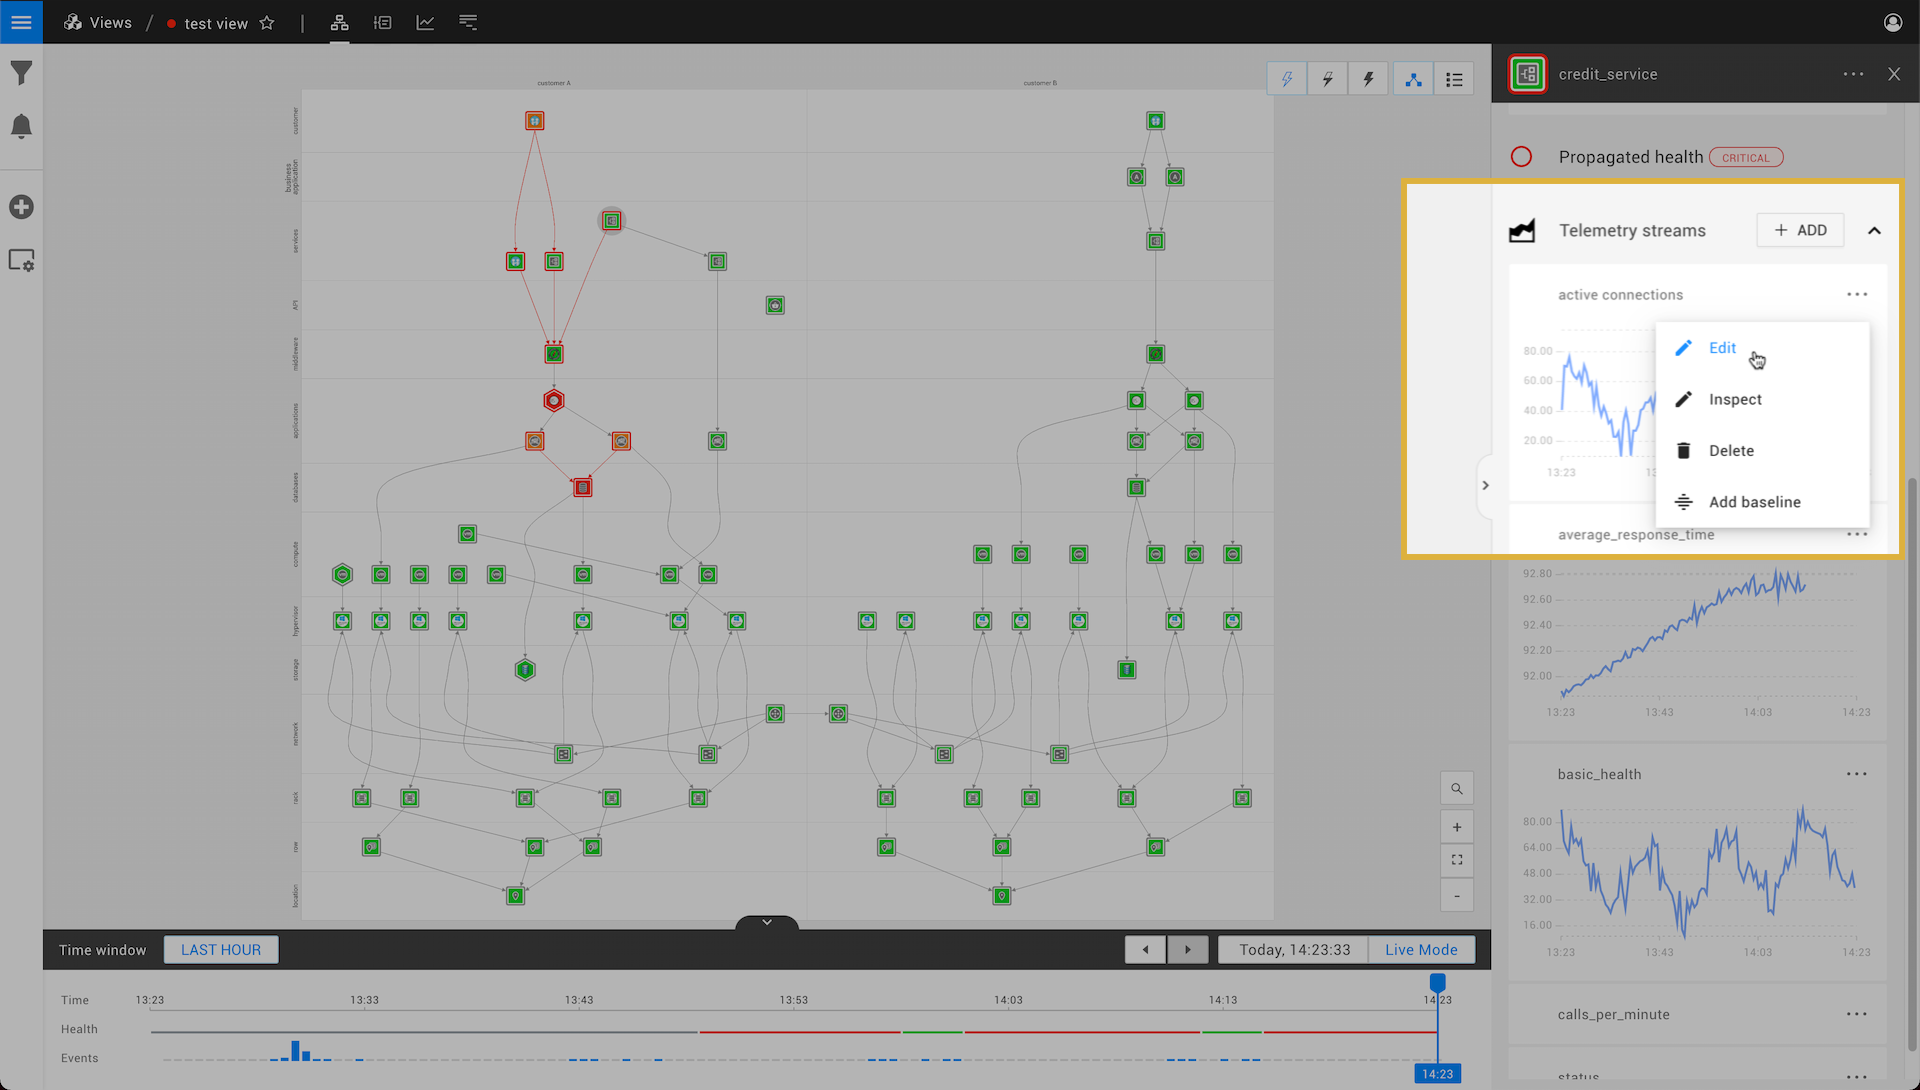 Views / test view
credit_service
customer A
customer B
customer
business application
services
API
middleware
applications
databases
compute
hypervisor
storage
network
rack
row
location
Propagated health CRITICAL
Telemetry streams
+ ADD
active connections
80.00
60.00
40.00
20.00
13:23
Edit
Inspect
Delete
Add baseline
average_response_time
92.80
92.60
92.40
92.20
92.00
13:23 13:43 14:03 14:23
basic_health
80.00
64.00
48.00
32.00
16.00
13:23 13:43 14:03 14:23
calls_per_minute
status
Time window LAST HOUR
Today, 14:23:33 Live Mode
Time 13:23 13:33 13:43 13:53 14:03 14:13 14:23
Health
Events
14:23